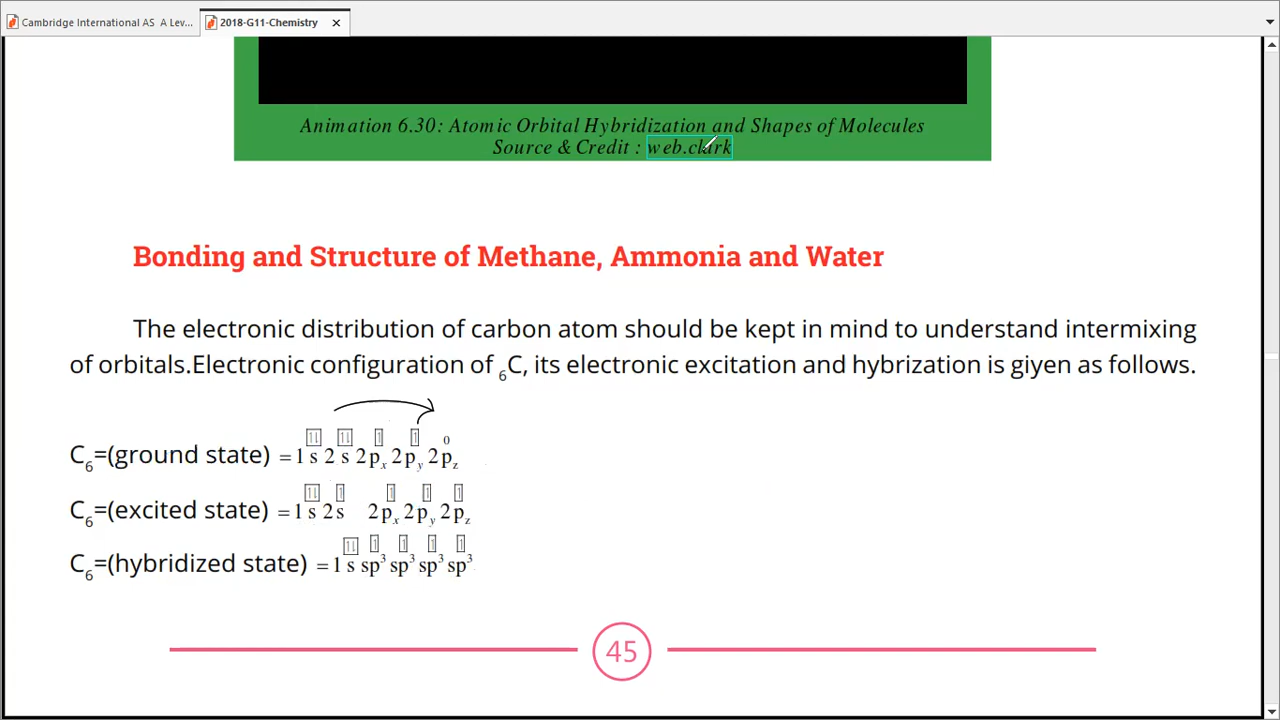 Cambridge International AS A Lev...
2018-G11-Chemistry
Animation 6.30: Atomic Orbital Hybridization and Shapes of Molecules
Source & Credit : web.clark
Bonding and Structure of Methane, Ammonia and Water
The electronic distribution of carbon atom should be kept in mind to understand intermixing
of orbitals.Electronic configuration of ₆C, its electronic excitation and hybrization is giyen as follows.
C₆=(ground state) = 1s 2s 2pₓ 2pᵧ 2p_z⁰
C₆=(excited state) = 1s 2s 2pₓ 2pᵧ 2p_z
C₆=(hybridized state) = 1s sp³ sp³ sp³ sp³
45